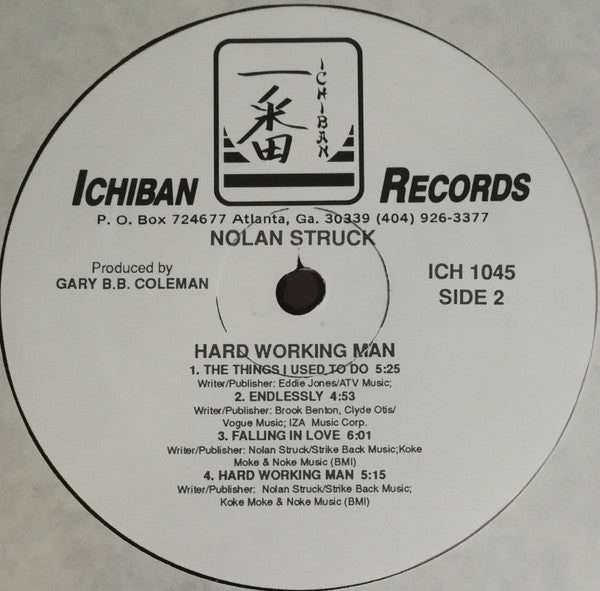 一番
ICHIBAN
ICHIBAN RECORDS
P. O. Box 724677 Atlanta, Ga. 30339 (404) 926-3377
NOLAN STRUCK
Produced by
GARY B.B. COLEMAN
ICH 1045
SIDE 2
HARD WORKING MAN
1. THE THINGS I USED TO DO 5:25
Writer/Publisher: Eddie Jones/ATV Music;
2. ENDLESSLY 4:53
Writer/Publisher: Brook Benton, Clyde Otis/
Vogue Music; IZA Music Corp.
3. FALLING IN LOVE 6:01
Writer/Publisher: Nolan Struck/Strike Back Music;Koke
Moke & Noke Music (BMI)
4. HARD WORKING MAN 5:15
Writer/Publisher: Nolan Struck/Strike Back Music;
Koke Moke & Noke Music (BMI)